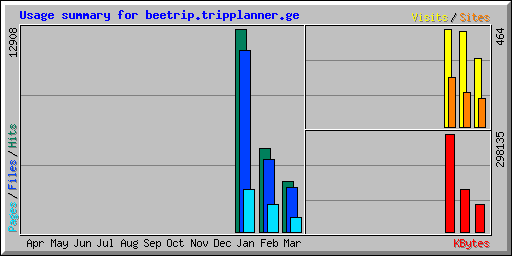 Usage summary for beetrip.tripplanner.ge
Visits / Sites
12908
464
Pages / Files / Hits
298135
Apr May Jun Jul Aug Sep Oct Nov Dec Jan Feb Mar
KBytes